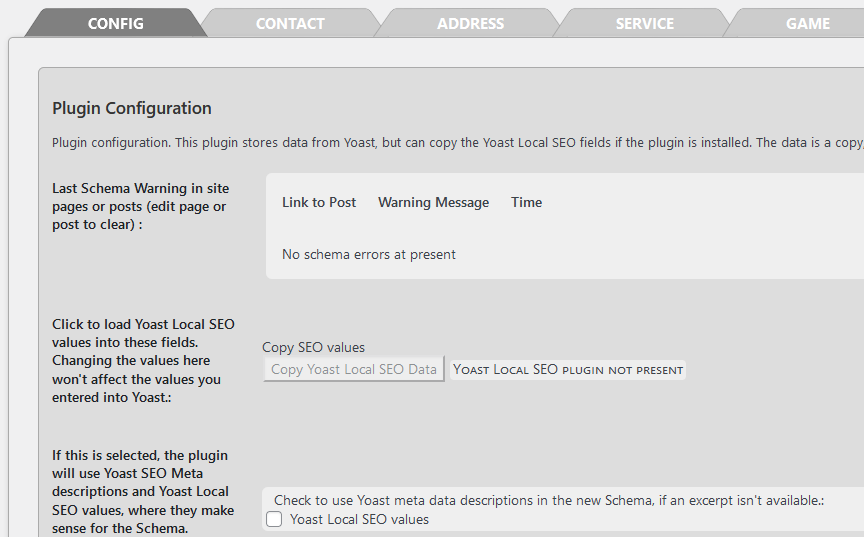 CONFIG CONTACT ADDRESS SERVICE GAME
Plugin Configuration
Plugin configuration. This plugin stores data from Yoast, but can copy the Yoast Local SEO fields if the plugin is installed. The data is a copy,
Last Schema Warning in site
pages or posts (edit page or
post to clear) :
Link to Post Warning Message Time
No schema errors at present
Click to load Yoast Local SEO
values into these fields.
Changing the values here
won't affect the values you
entered into Yoast.:
Copy SEO values
Copy Yoast Local SEO Data Yoast Local SEO plugin not present
If this is selected, the plugin
will use Yoast SEO Meta
descriptions and Yoast Local
SEO values, where they make
sense for the Schema.
Check to use Yoast meta data descriptions in the new Schema, if an excerpt isn't available.:
Yoast Local SEO values